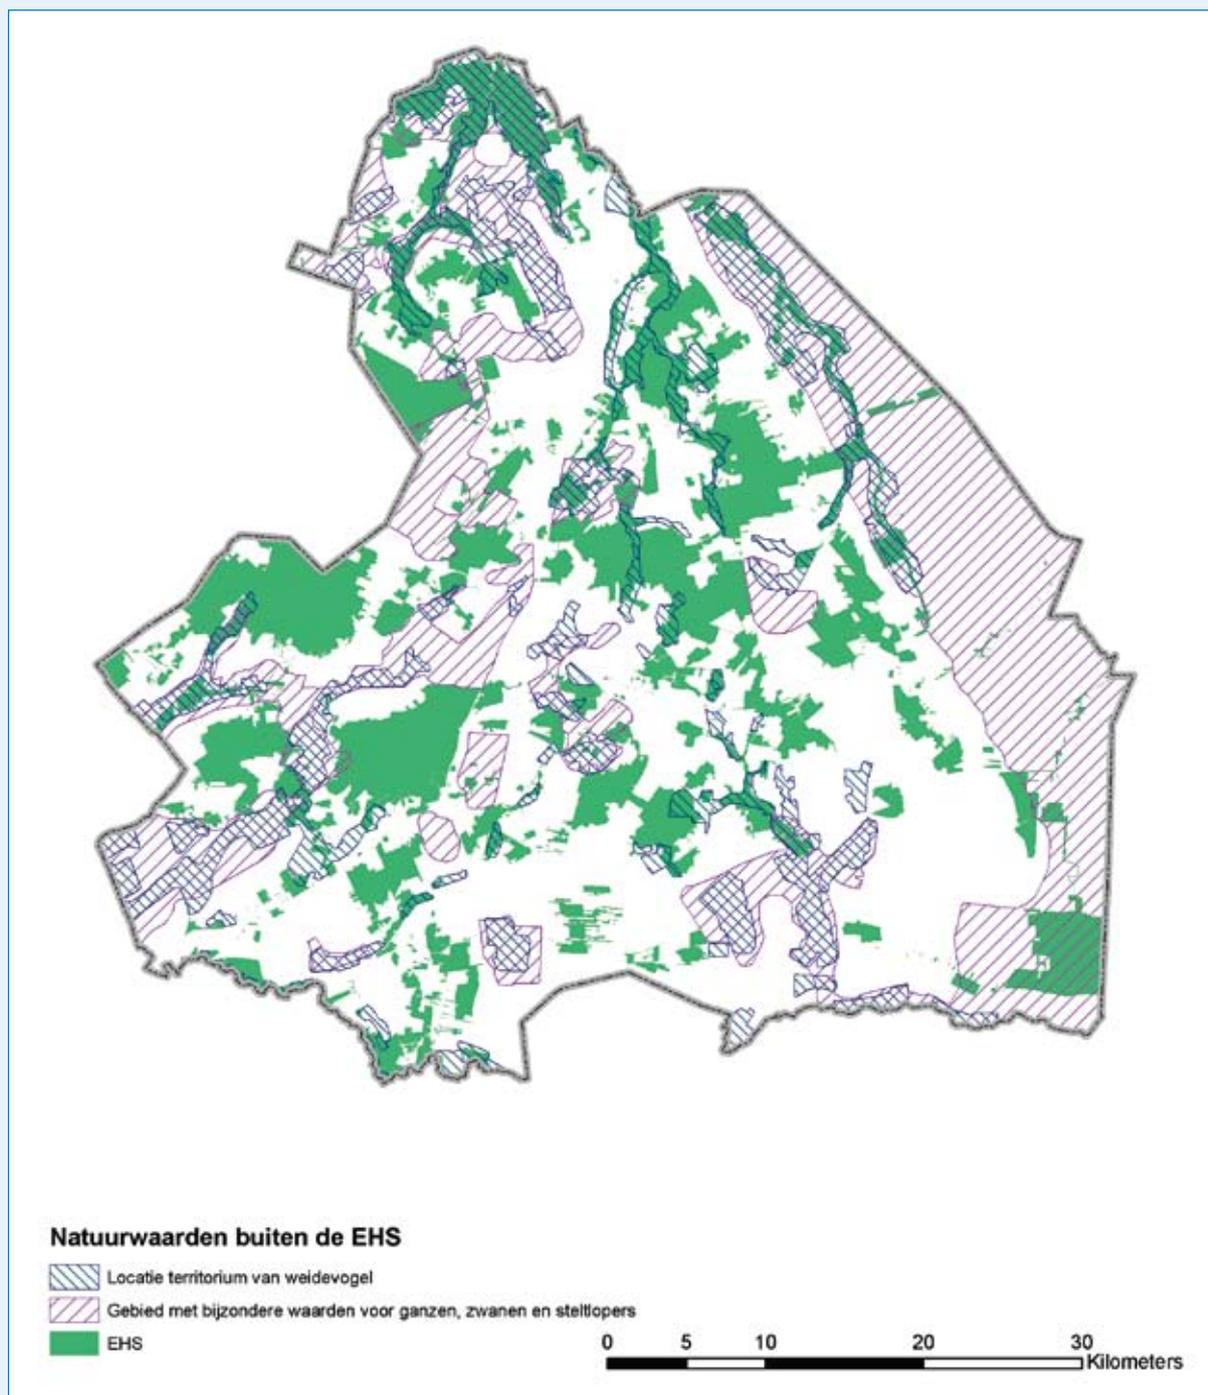 Natuurwaarden buiten de EHS
Locatie territorium van weidevogel
Gebied met bijzondere waarden voor ganzen, zwanen en steltlopers
EHS
0 5 10 20 30
Kilometers